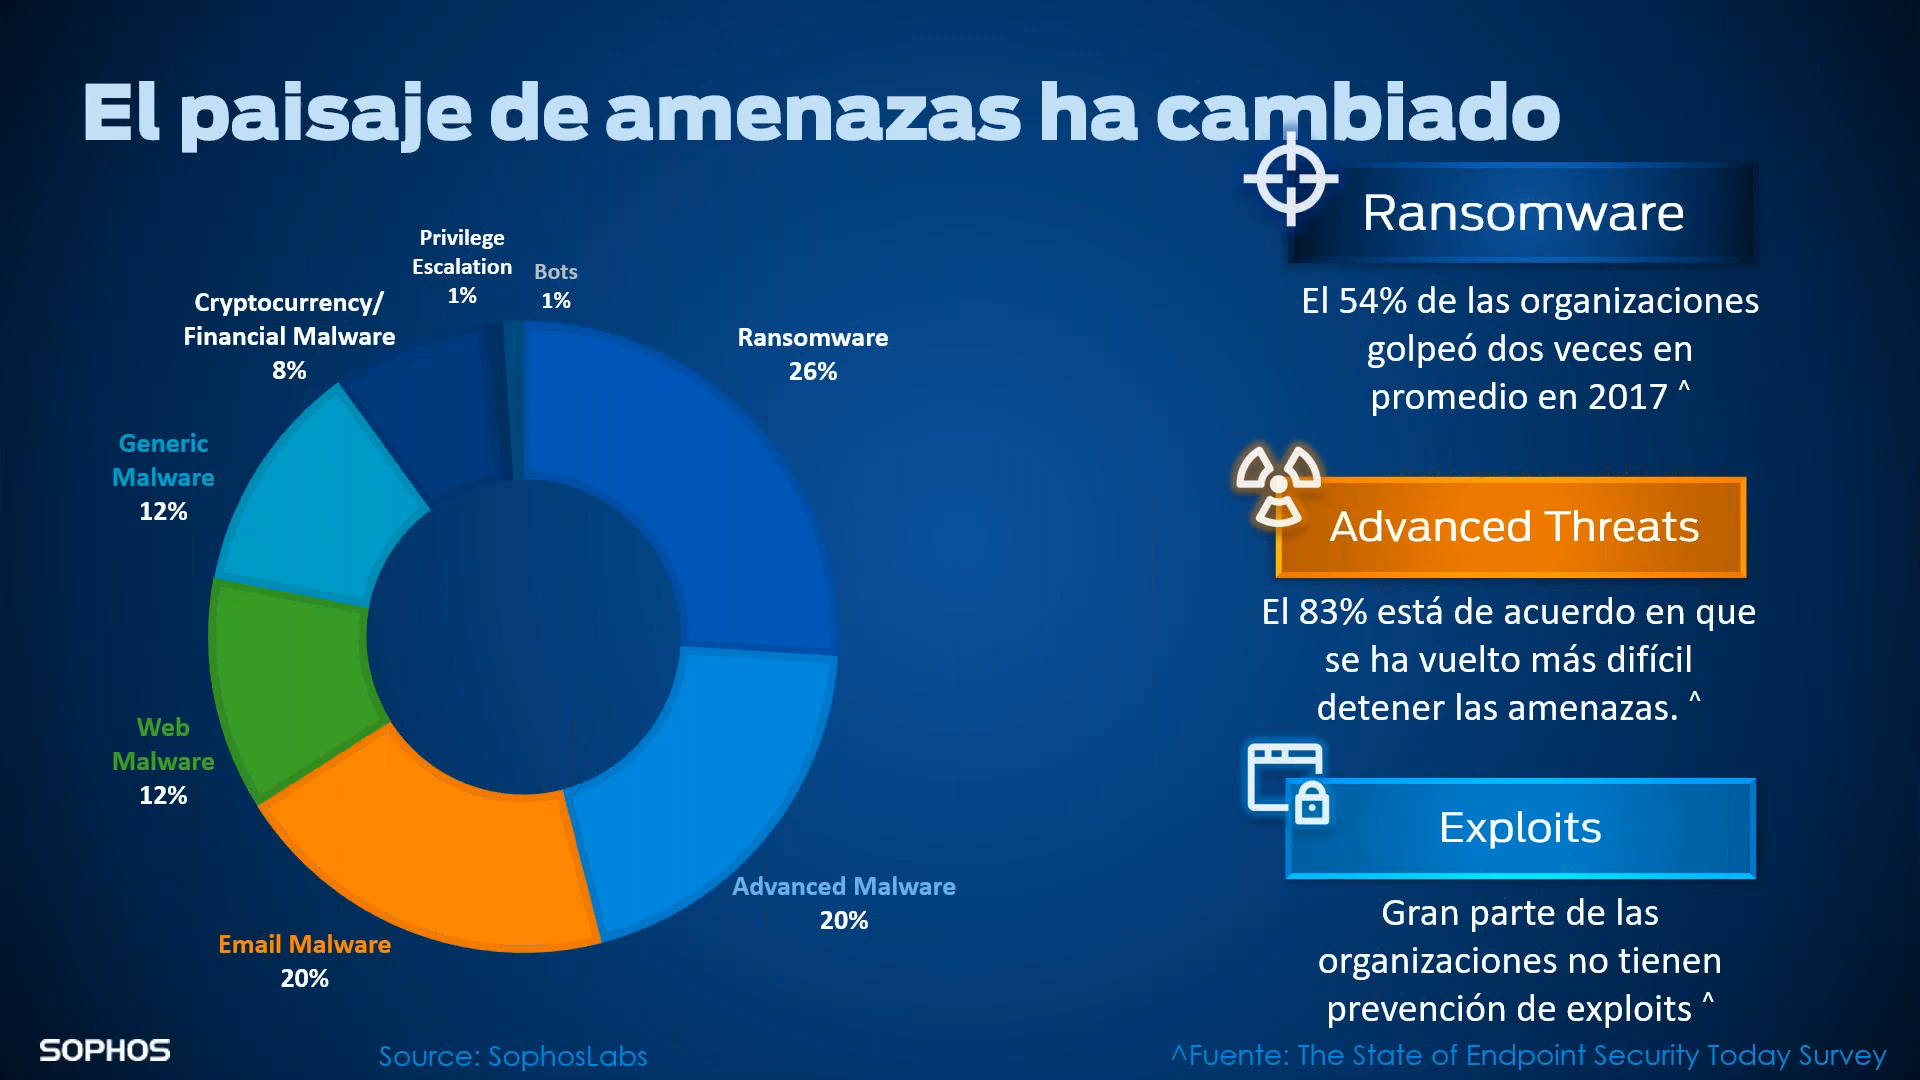 El paisaje de amenazas ha cambiado
Privilege
Escalation
1%
Bots
1%
Cryptocurrency/
Financial Malware
8%
Ransomware
26%
Generic
Malware
12%
Web
Malware
12%
Advanced Malware
20%
Email Malware
20%
Ransomware
El 54% de las organizaciones
golpeó dos veces en
promedio en 2017 ^
Advanced Threats
El 83% está de acuerdo en que
se ha vuelto más difícil
detener las amenazas. ^
Exploits
Gran parte de las
organizaciones no tienen
prevención de exploits ^
SOPHOS
Source: SophosLabs
^Fuente: The State of Endpoint Security Today Survey